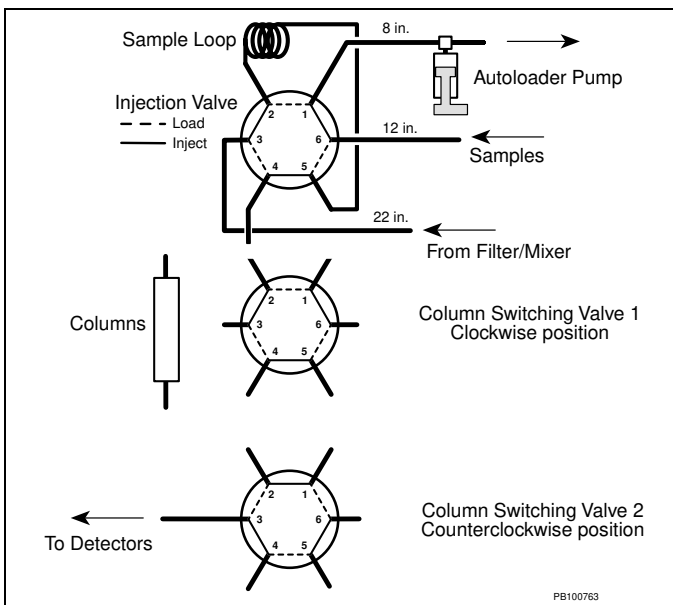 8 in.
Sample Loop
Autoloader Pump
Injection Valve
Load
Inject
2 1
3 6
4 5
12 in.
Samples
22 in.
From Filter/Mixer
Columns
2 1
3 6
4 5
Column Switching Valve 1
Clockwise position
2 1
3 6
4 5
Column Switching Valve 2
Counterclockwise position
To Detectors
PB100763